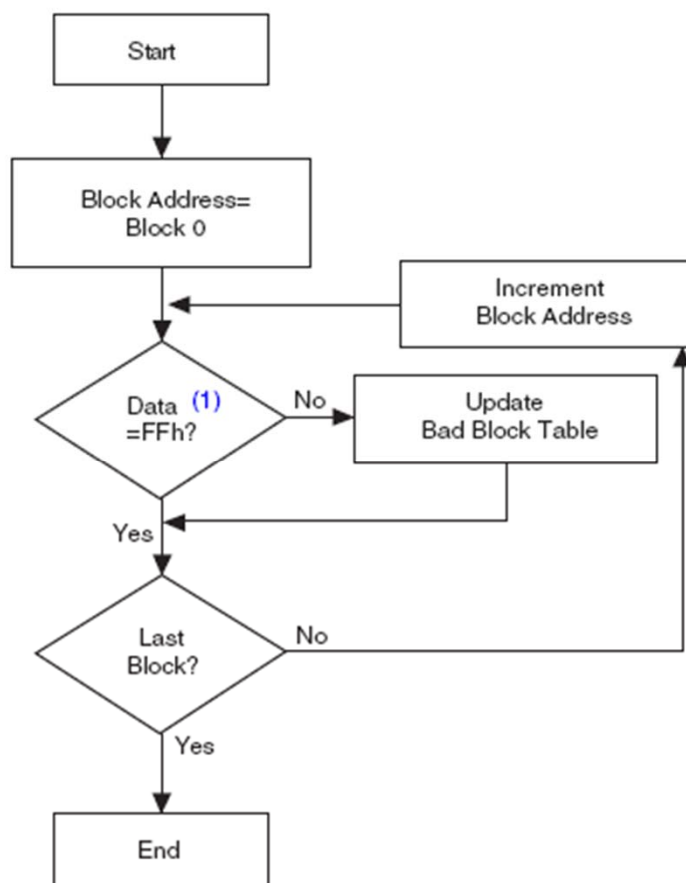 Start
Block Address=
Block 0
Increment
Block Address
Data (1)
=FFh?
No
Update
Bad Block Table
Yes
Last
Block?
No
Yes
End